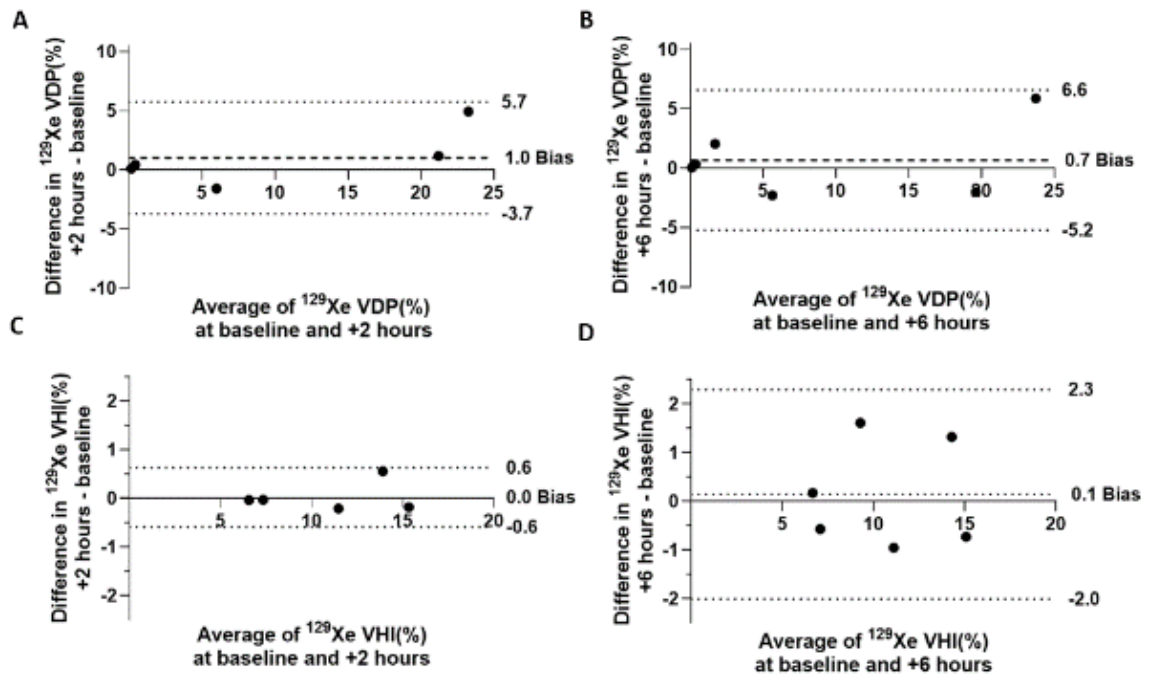 A
Difference in ¹²⁹Xe VDP(%)
+2 hours - baseline
10
5
0
-5
-10
5
10
15
20
25
5.7
1.0 Bias
-3.7
Average of ¹²⁹Xe VDP(%)
at baseline and +2 hours
B
Difference in ¹²⁹Xe VDP(%)
+6 hours - baseline
10
5
0
-5
-10
5
10
15
20
25
6.6
0.7 Bias
-5.2
Average of ¹²⁹Xe VDP(%)
at baseline and +6 hours
C
Difference in ¹²⁹Xe VHI(%)
+2 hours - baseline
2
1
0
-1
-2
5
10
15
20
0.6
0.0 Bias
-0.6
Average of ¹²⁹Xe VHI(%)
at baseline and +2 hours
D
Difference in ¹²⁹Xe VHI(%)
+6 hours - baseline
2
1
0
-1
-2
5
10
15
20
2.3
0.1 Bias
-2.0
Average of ¹²⁹Xe VHI(%)
at baseline and +6 hours